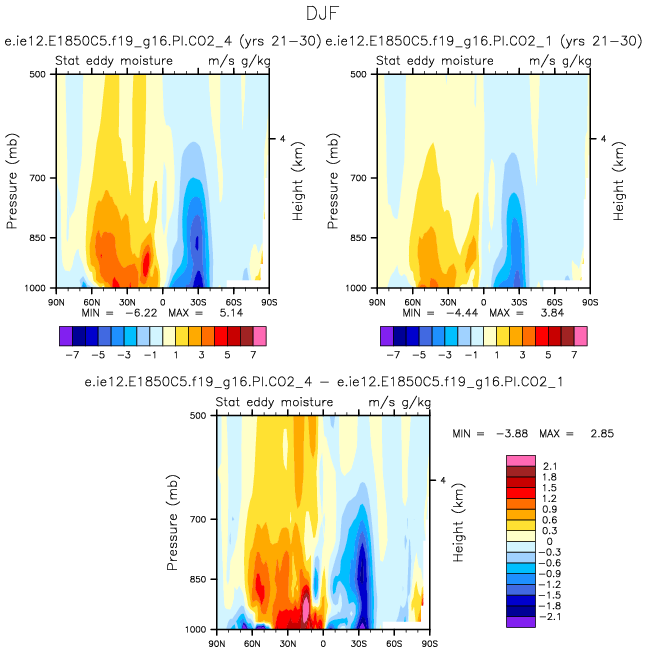 DJF
e.ie12.E1850C5.f19_g16.PI.CO2_4 (yrs 21-30) e.ie12.E1850C5.f19_g16.PI.CO2_1 (yrs 21-30)
Stat eddy moisture m/s g/kg Stat eddy moisture m/s g/kg
500 500
4 4
700 700
850 850
1000 1000
Pressure (mb) Height (km) Pressure (mb) Height (km)
90N 60N 30N 0 30S 60S 90S 90N 60N 30N 0 30S 60S 90S
MIN = -6.22 MAX = 5.14 MIN = -4.44 MAX = 3.84
-7 -5 -3 -1 1 3 5 7 -7 -5 -3 -1 1 3 5 7
e.ie12.E1850C5.f19_g16.PI.CO2_4 - e.ie12.E1850C5.f19_g16.PI.CO2_1
Stat eddy moisture m/s g/kg
500
4
700
850
1000
Pressure (mb) Height (km)
90N 60N 30N 0 30S 60S 90S
MIN = -3.88 MAX = 2.85
2.1
1.8
1.5
1.2
0.9
0.6
0.3
0
-0.3
-0.6
-0.9
-1.2
-1.5
-1.8
-2.1